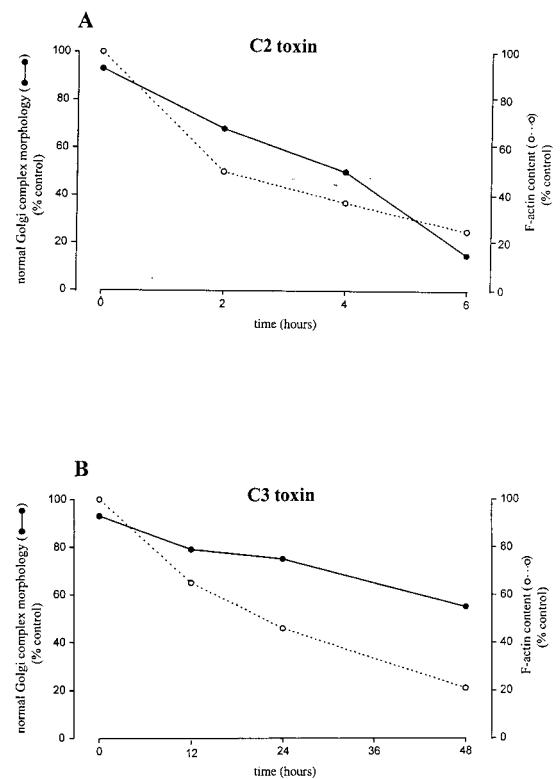 A
C2 toxin
normal Golgi complex morphology (●—●)
(% control)
100
80
60
40
20
0
100
80
60
40
20
0
F-actin content (o···o)
(% control)
0
2
4
6
time (hours)
B
C3 toxin
normal Golgi complex morphology (●—●)
(% control)
100
80
60
40
20
0
100
80
60
40
20
0
F-actin content (o···o)
(% control)
0
12
24
36
48
time (hours)